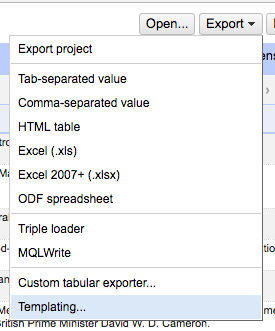 Open...
Export
Export project
Tab-separated value
Comma-separated value
HTML table
Excel (.xls)
Excel 2007+ (.xlsx)
ODF spreadsheet
Triple loader
MQLWrite
Custom tabular exporter...
Templating...
British Prime Minister David W. D. Cameron.